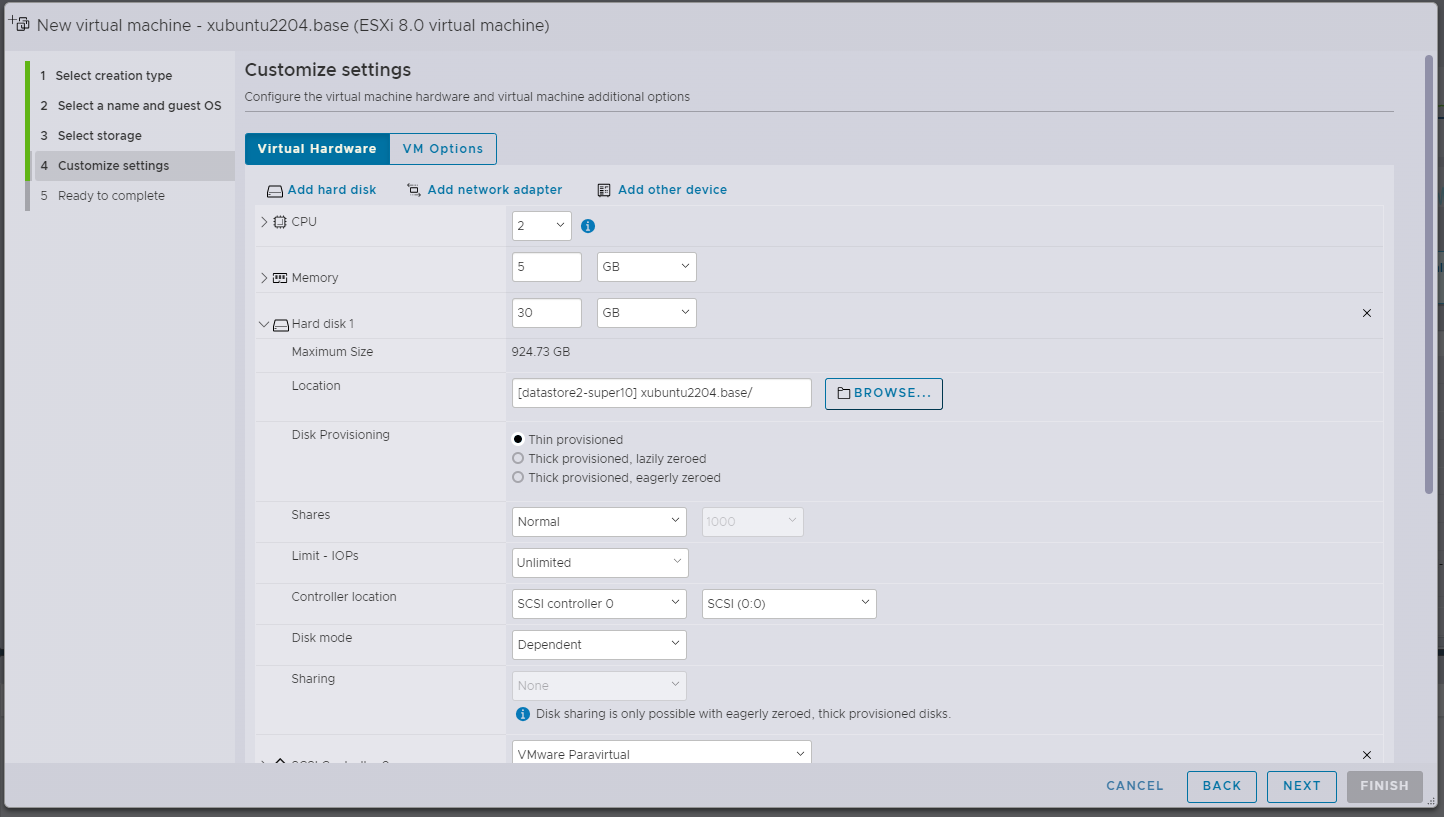 New virtual machine - xubuntu2204.base (ESXi 8.0 virtual machine)
1 Select creation type
2 Select a name and guest OS
3 Select storage
4 Customize settings
5 Ready to complete
Customize settings
Configure the virtual machine hardware and virtual machine additional options
Virtual Hardware VM Options
Add hard disk Add network adapter Add other device
CPU 2
Memory 5 GB
Hard disk 1 30 GB
Maximum Size 924.73 GB
Location [datastore2-super10] xubuntu2204.base/ BROWSE...
Disk Provisioning
Thin provisioned
Thick provisioned, lazily zeroed
Thick provisioned, eagerly zeroed
Shares Normal 1000
Limit - IOPs Unlimited
Controller location SCSI controller 0 SCSI (0:0)
Disk mode Dependent
Sharing None
Disk sharing is only possible with eagerly zeroed, thick provisioned disks.
VMware Paravirtual
CANCEL BACK NEXT FINISH